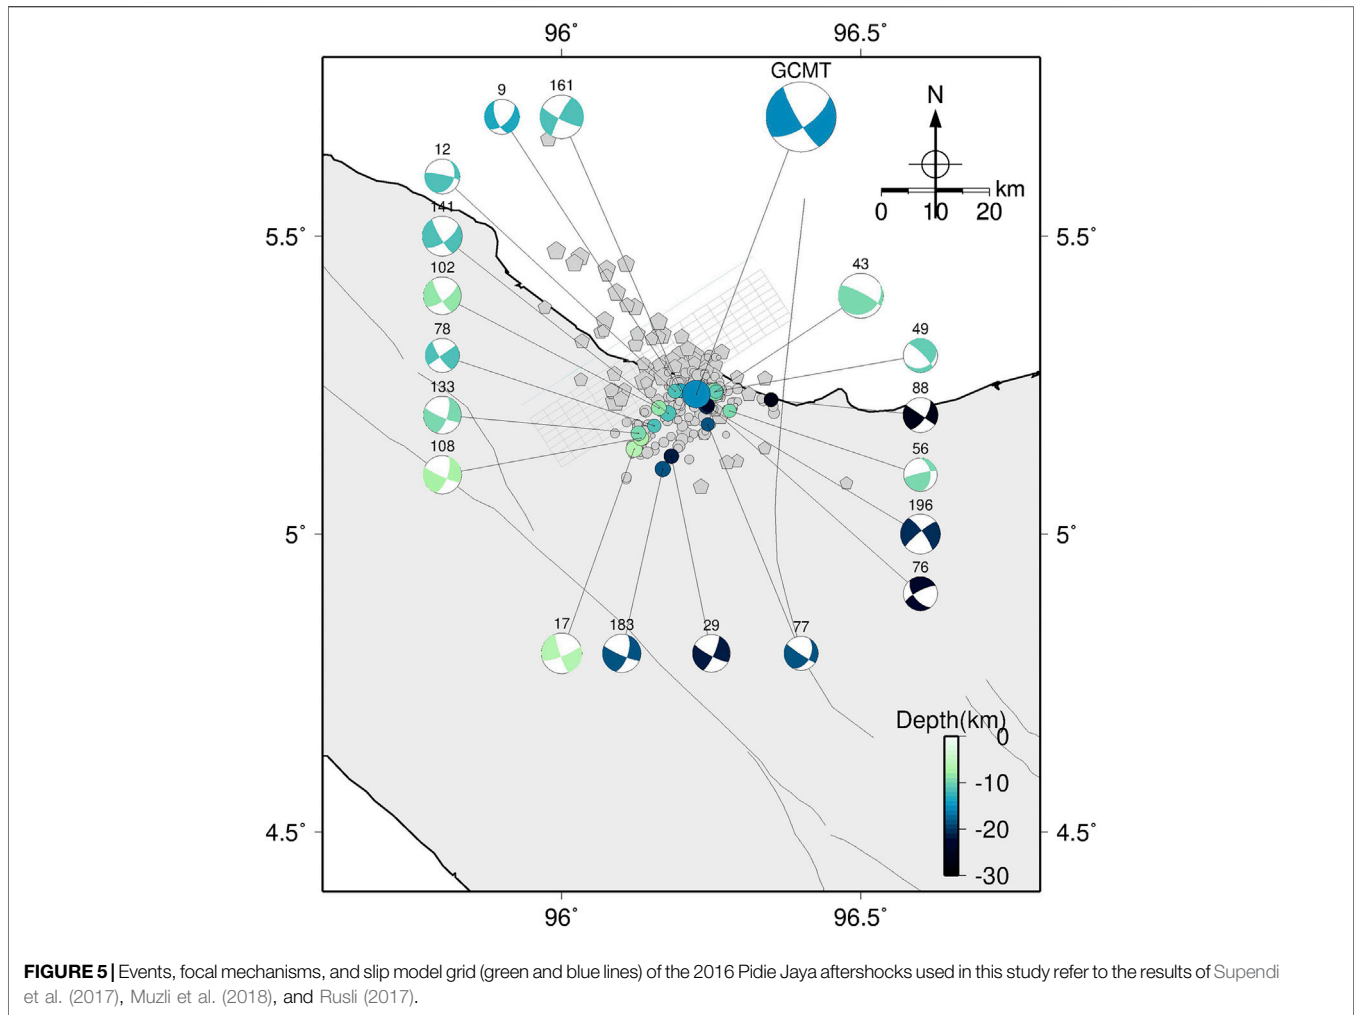 96˚ 96.5˚
GCMT
9 161
N
12
km
0 10 20
141
5.5˚ 5.5˚
102 43
78 49
133 88
108 56
196
5˚ 5˚
76
17 183 29 77
Depth(km)
0
-10
-20
-30
4.5˚ 4.5˚
96˚ 96.5˚
FIGURE 5 | Events, focal mechanisms, and slip model grid (green and blue lines) of the 2016 Pidie Jaya aftershocks used in this study refer to the results of Supendi
et al. (2017), Muzli et al. (2018), and Rusli (2017).